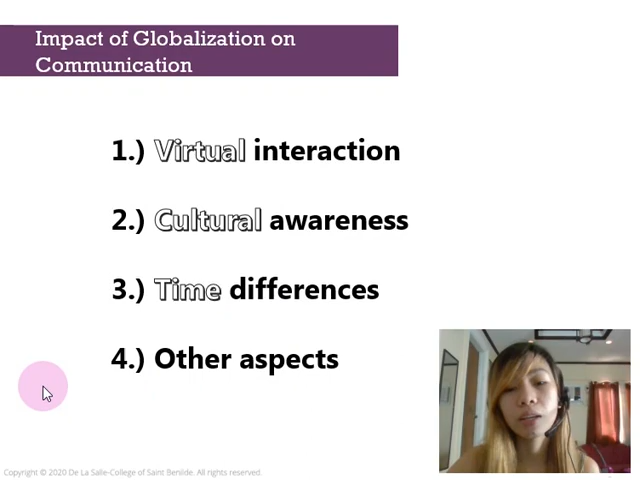 Impact of Globalization on
Communication
1.) Virtual interaction
2.) Cultural awareness
3.) Time differences
4.) Other aspects
Copyright © 2020 De La Salle-College of Saint Benilde. All rights reserved.